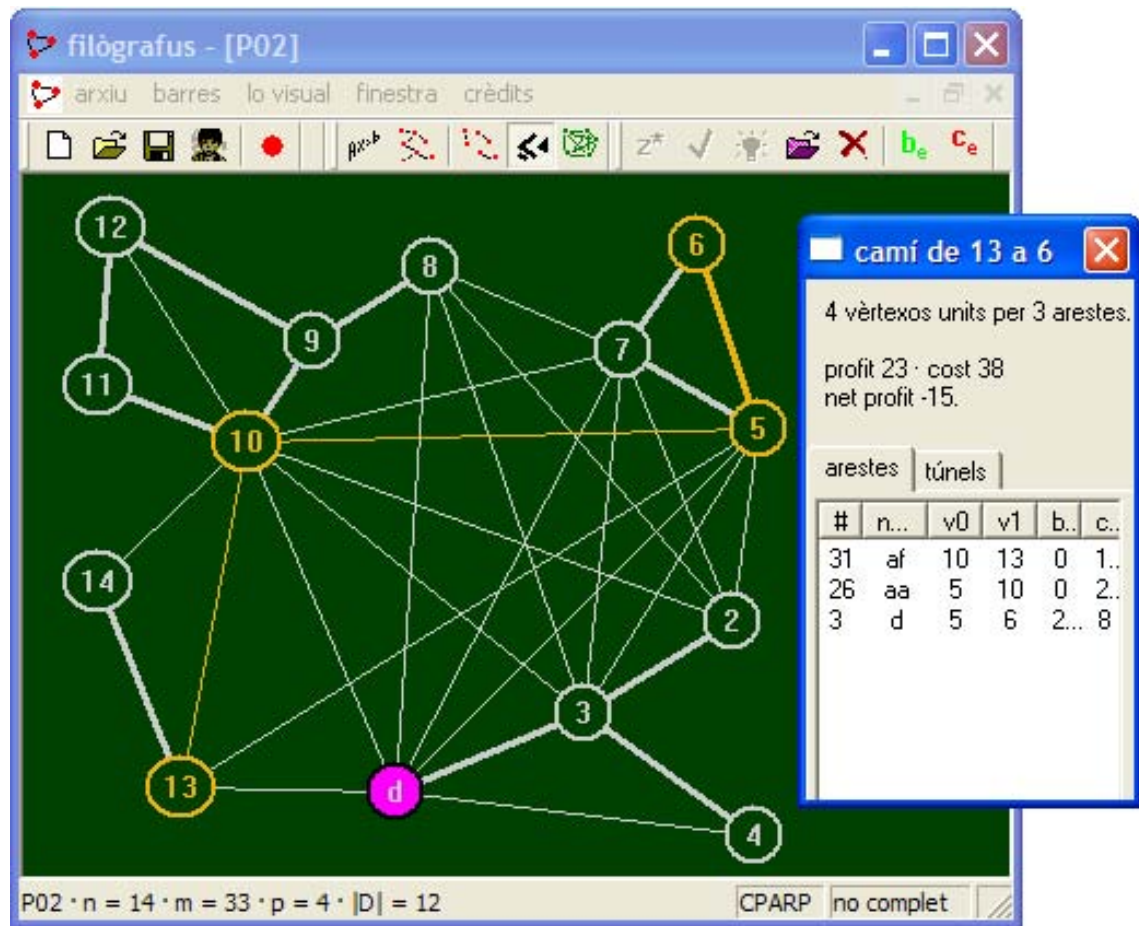 filògrafus - [P02]
arxiu barres lo visual finestra crèdits
Ax≤b z* be ce
12
6
8
9
7
11
10
5
14
2
3
13
d
4
camí de 13 a 6
4 vèrtexos units per 3 arestes.
profit 23 · cost 38
net profit -15.
arestes túnels
# n... v0 v1 b.. c..
31 af 10 13 0 1..
26 aa 5 10 0 2..
3 d 5 6 2... 8
P02 · n = 14 · m = 33 · p = 4 · |D| = 12 CPARP no complet